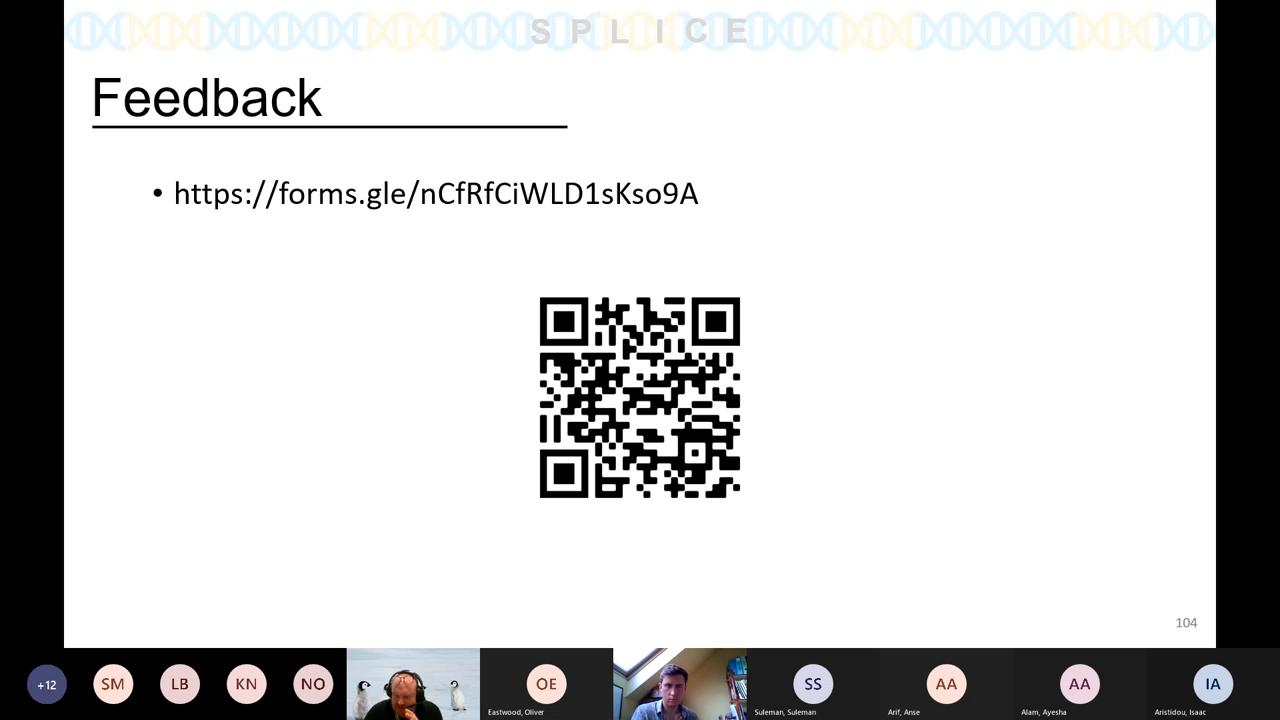 S P L I C E
Feedback
• https://forms.gle/nCfRfCiWLD1sKso9A
104
+12
SM
LB
KN
NO
OE
SS
AA
AA
IA
Eastwood, Oliver
Suleman, Suleman
Arif, Anse
Alam, Ayesha
Aristidou, Isaac